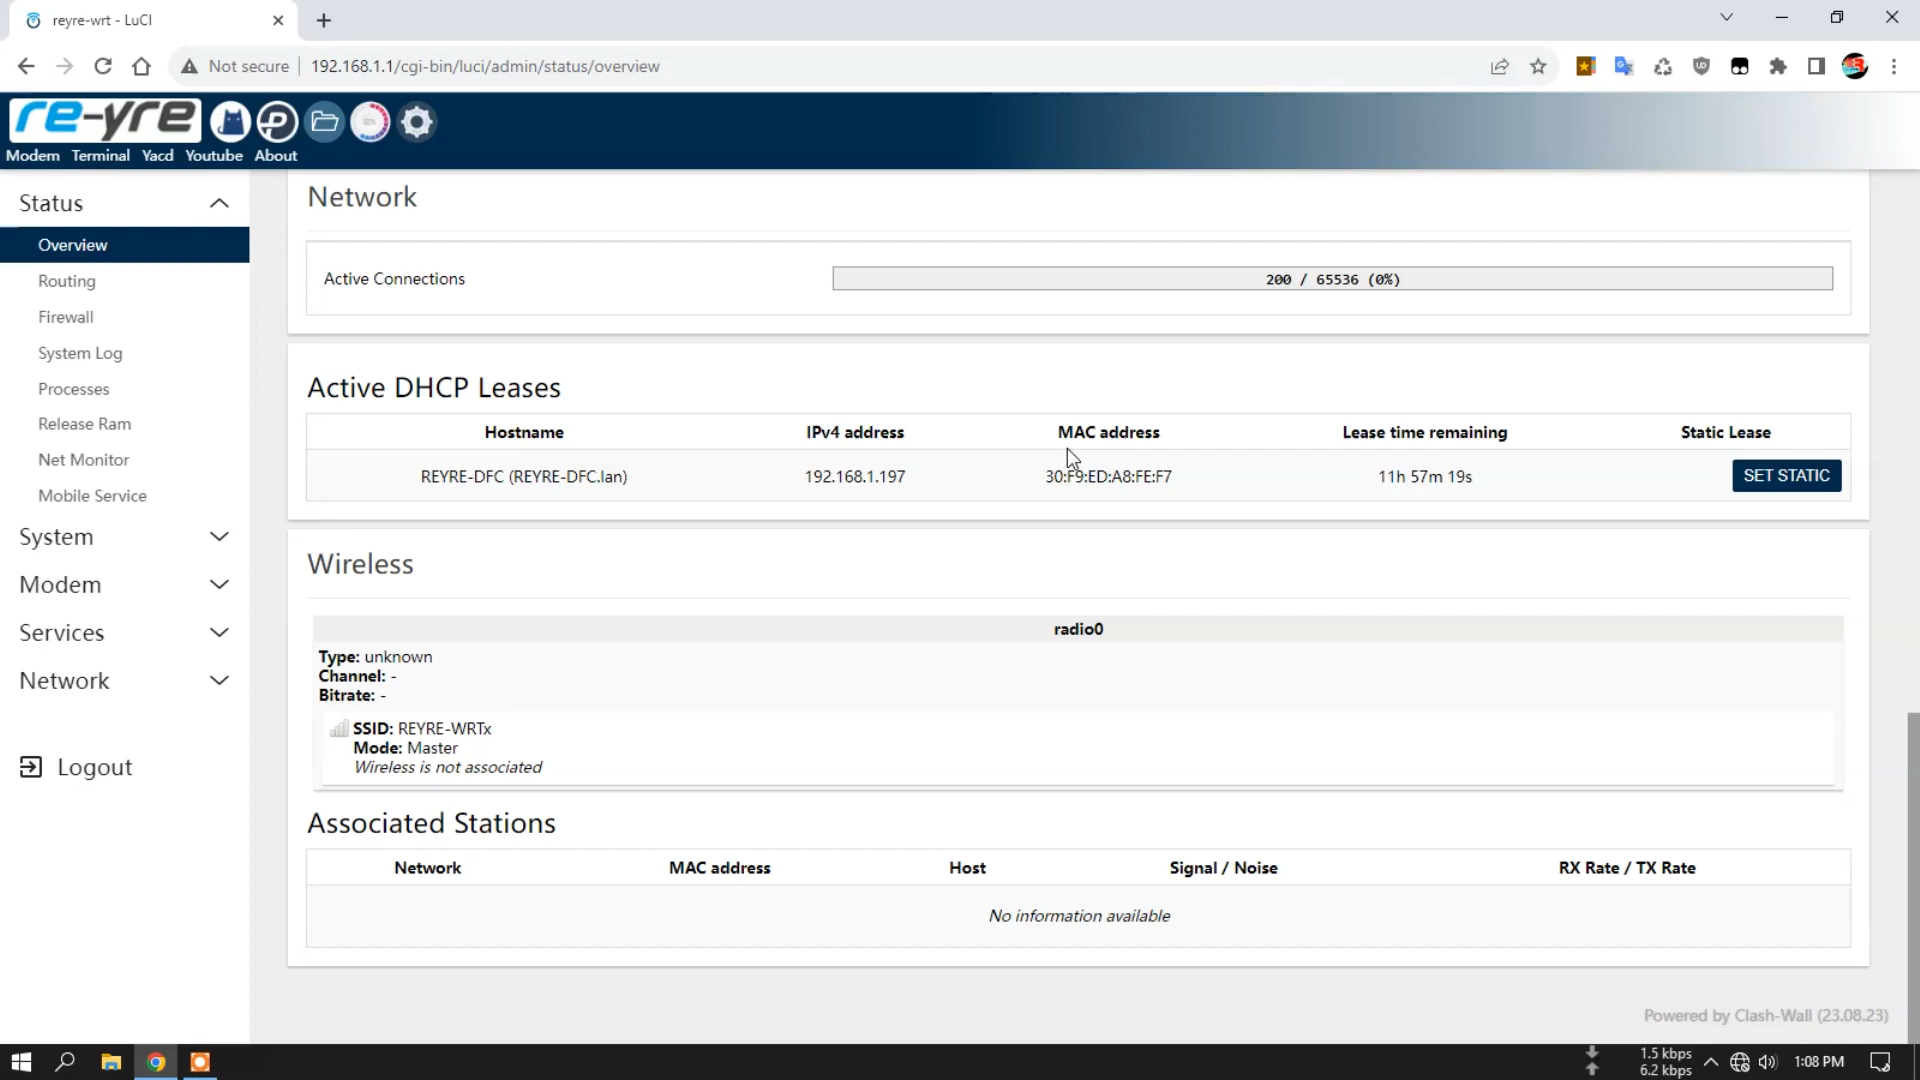 reyre-wrt - LuCI
Not secure
192.168.1.1/cgi-bin/luci/admin/status/overview
re-yre
Modem Terminal Yacd Youtube About
Status
Overview
Routing
Firewall
System Log
Processes
Release Ram
Net Monitor
Mobile Service
System
Modem
Services
Network
Logout
Network
Active Connections
200 / 65536 (0%)
Active DHCP Leases
Hostname IPv4 address MAC address Lease time remaining Static Lease
REYRE-DFC (REYRE-DFC.lan) 192.168.1.197 30:F9:ED:A8:FE:F7 11h 57m 19s SET STATIC
Wireless
radio0
Type: unknown
Channel: -
Bitrate: -
SSID: REYRE-WRTx
Mode: Master
Wireless is not associated
Associated Stations
Network MAC address Host Signal / Noise RX Rate / TX Rate
No information available
Powered by Clash-Wall (23.08.23)
1.5 kbps
6.2 kbps
1:08 PM